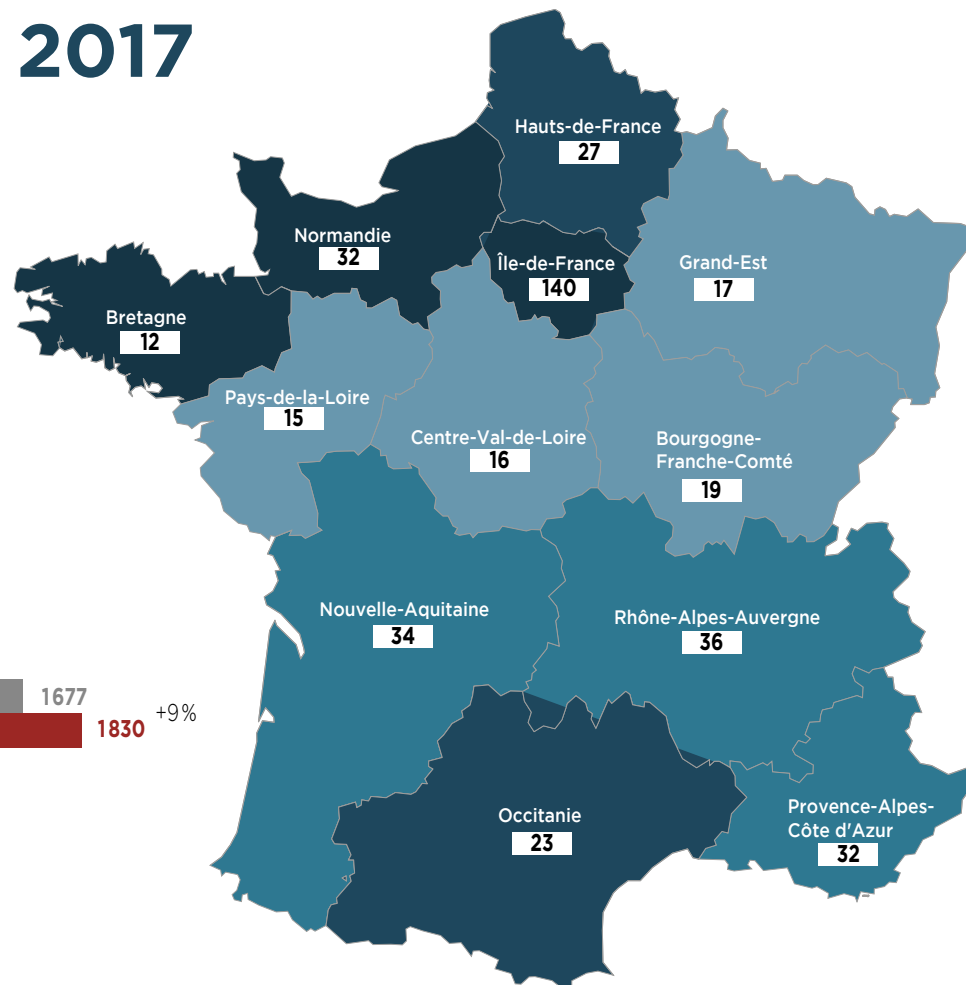 2017
Hauts-de-France
27
Normandie
32
Île-de-France
140
Grand-Est
17
Bretagne
12
Pays-de-la-Loire
15
Centre-Val-de-Loire
16
Bourgogne-
Franche-Comté
19
Nouvelle-Aquitaine
34
Rhône-Alpes-Auvergne
36
1677
1830
+9%
Occitanie
23
Provence-Alpes-
Côte d'Azur
32